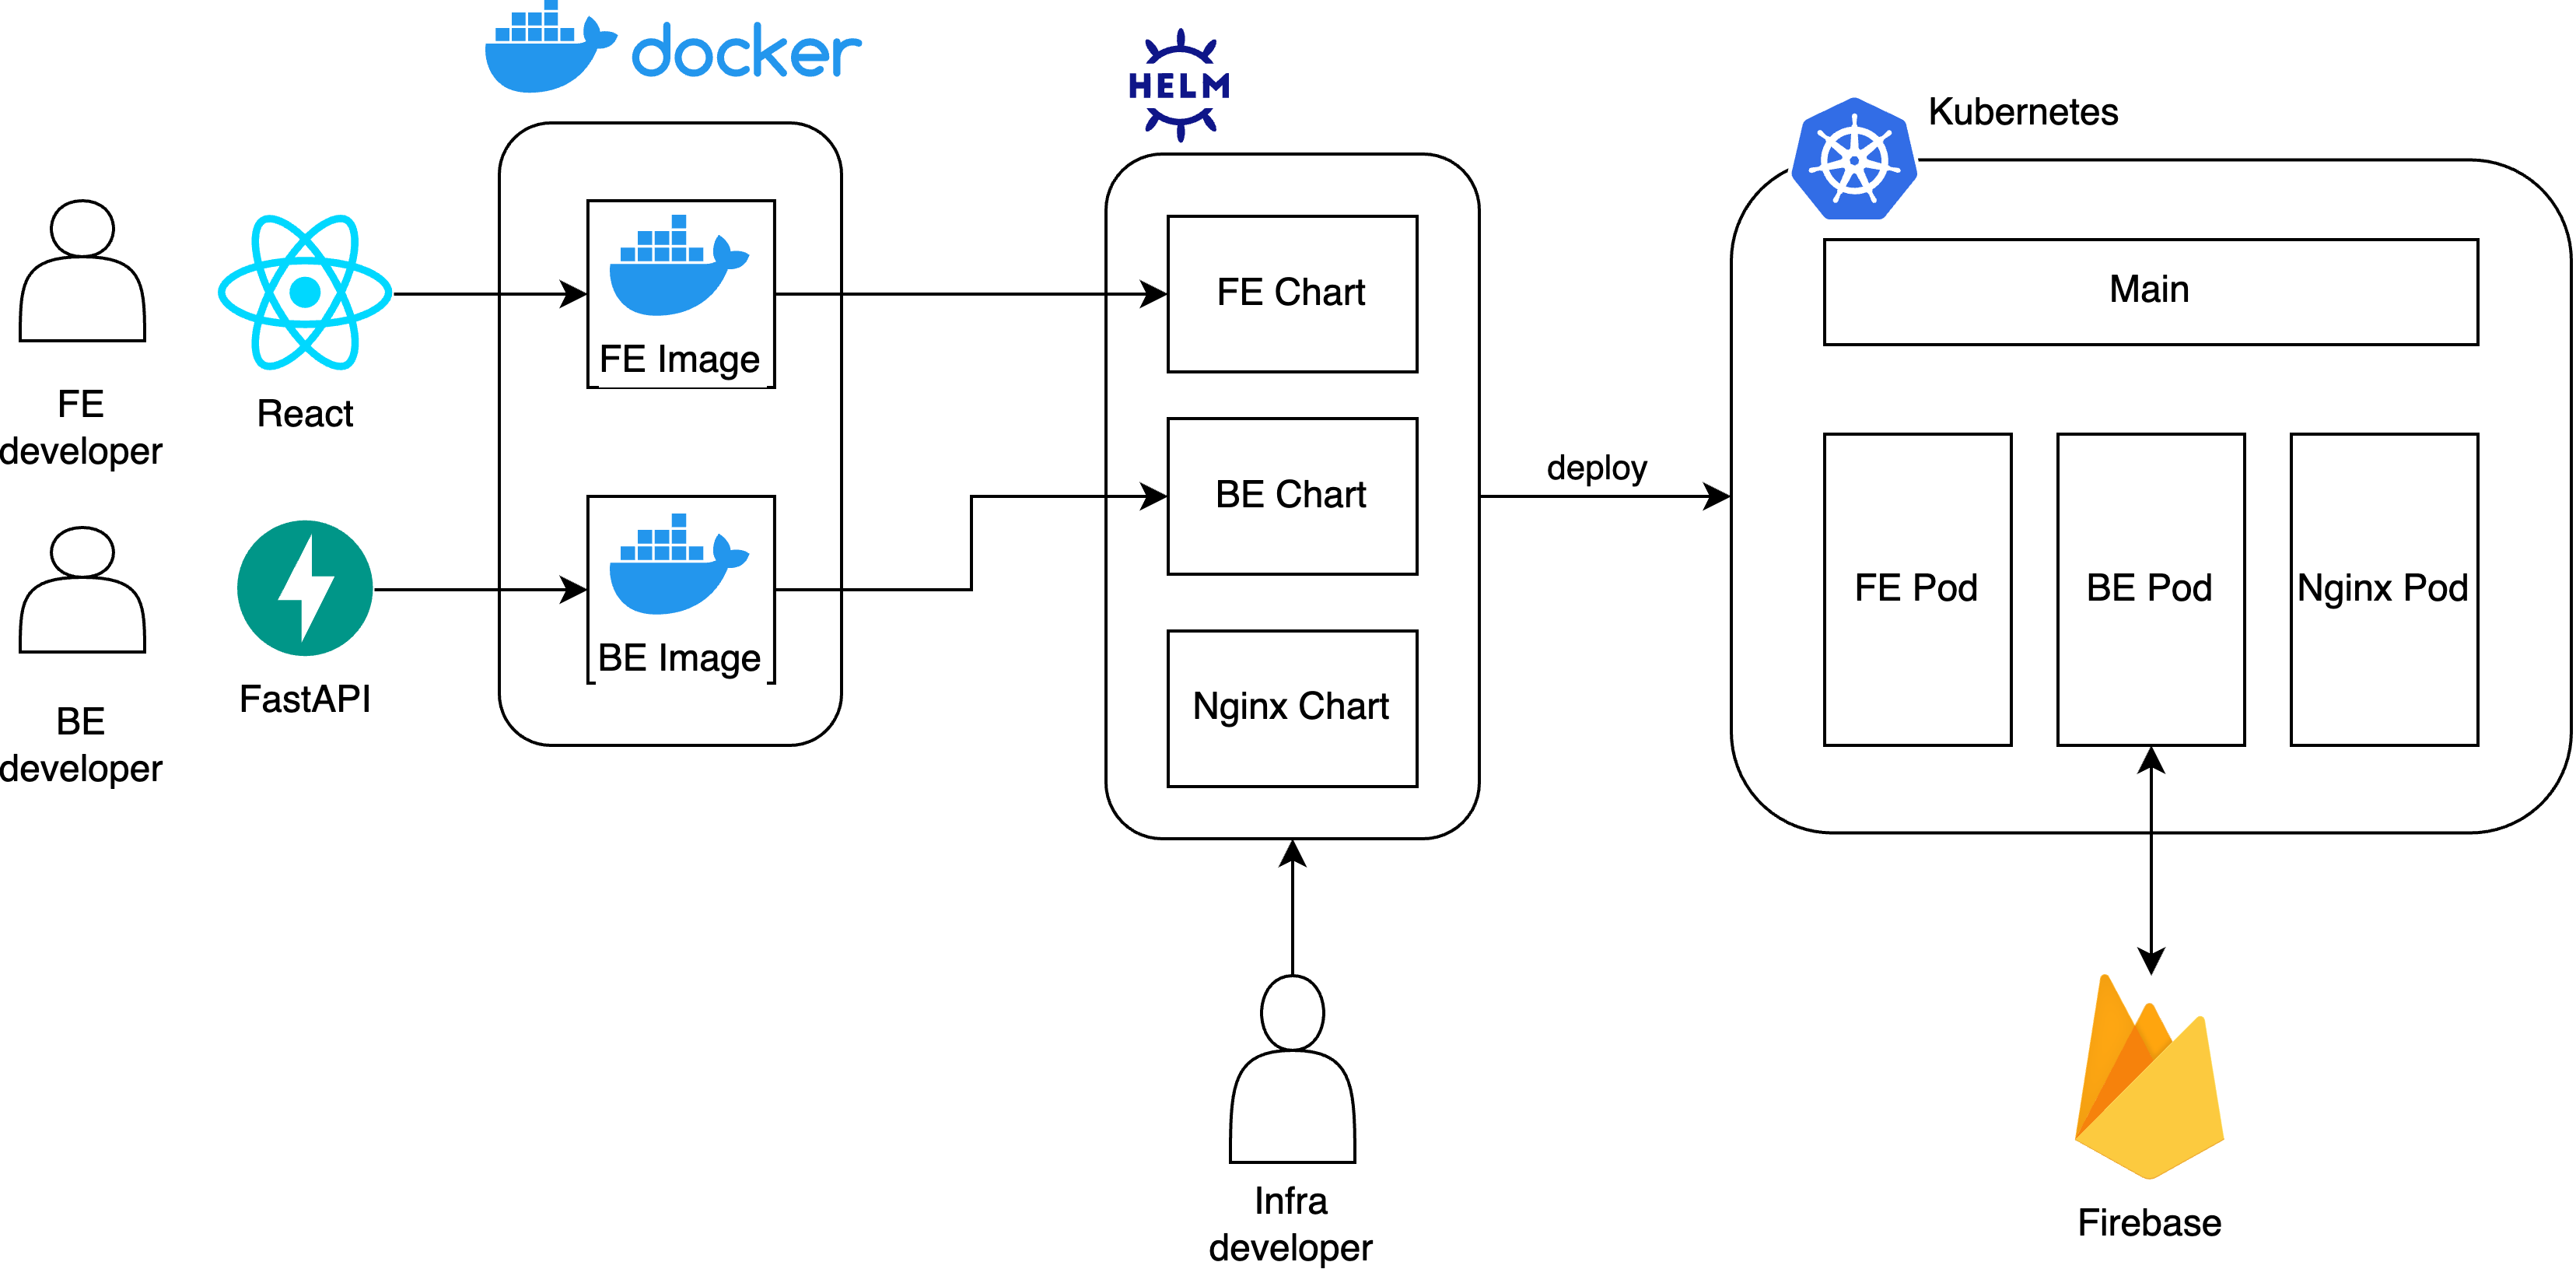 docker
HELM
Kubernetes
FE
developer
React
FE Image
FE Chart
Main
BE
developer
FastAPI
BE Image
BE Chart
Nginx Chart
deploy
FE Pod
BE Pod
Nginx Pod
Infra
developer
Firebase